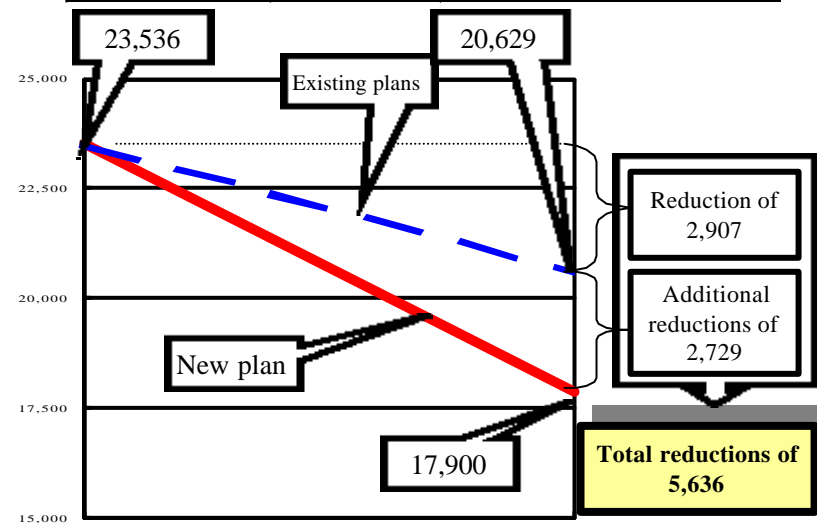 23,536
20,629
Existing plans
25,000
22,500
20,000
17,500
15,000
Reduction of
2,907
Additional
reductions of
2,729
New plan
17,900
Total reductions of
5,636